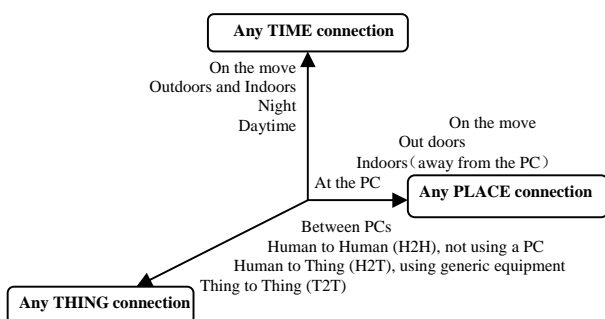 Any TIME connection
On the move
Outdoors and Indoors
Night
Daytime
On the move
Out doors
Indoors（away from the PC）
At the PC
Any PLACE connection
Between PCs
Human to Human (H2H), not using a PC
Human to Thing (H2T), using generic equipment
Thing to Thing (T2T)
Any THING connection